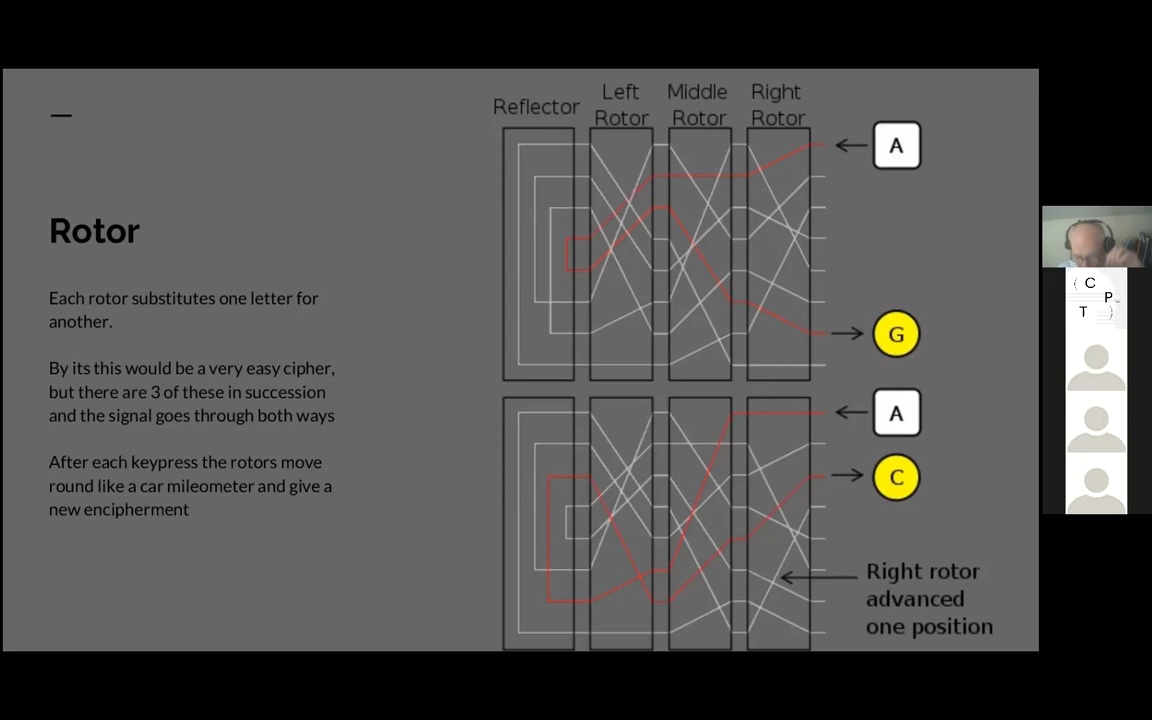 Rotor
Each rotor substitutes one letter for
another.
By its this would be a very easy cipher,
but there are 3 of these in succession
and the signal goes through both ways
After each keypress the rotors move
round like a car mileometer and give a
new encipherment
Reflector
Left
Rotor
Middle
Rotor
Right
Rotor
A
G
A
C
Right rotor
advanced
one position
C
P
T